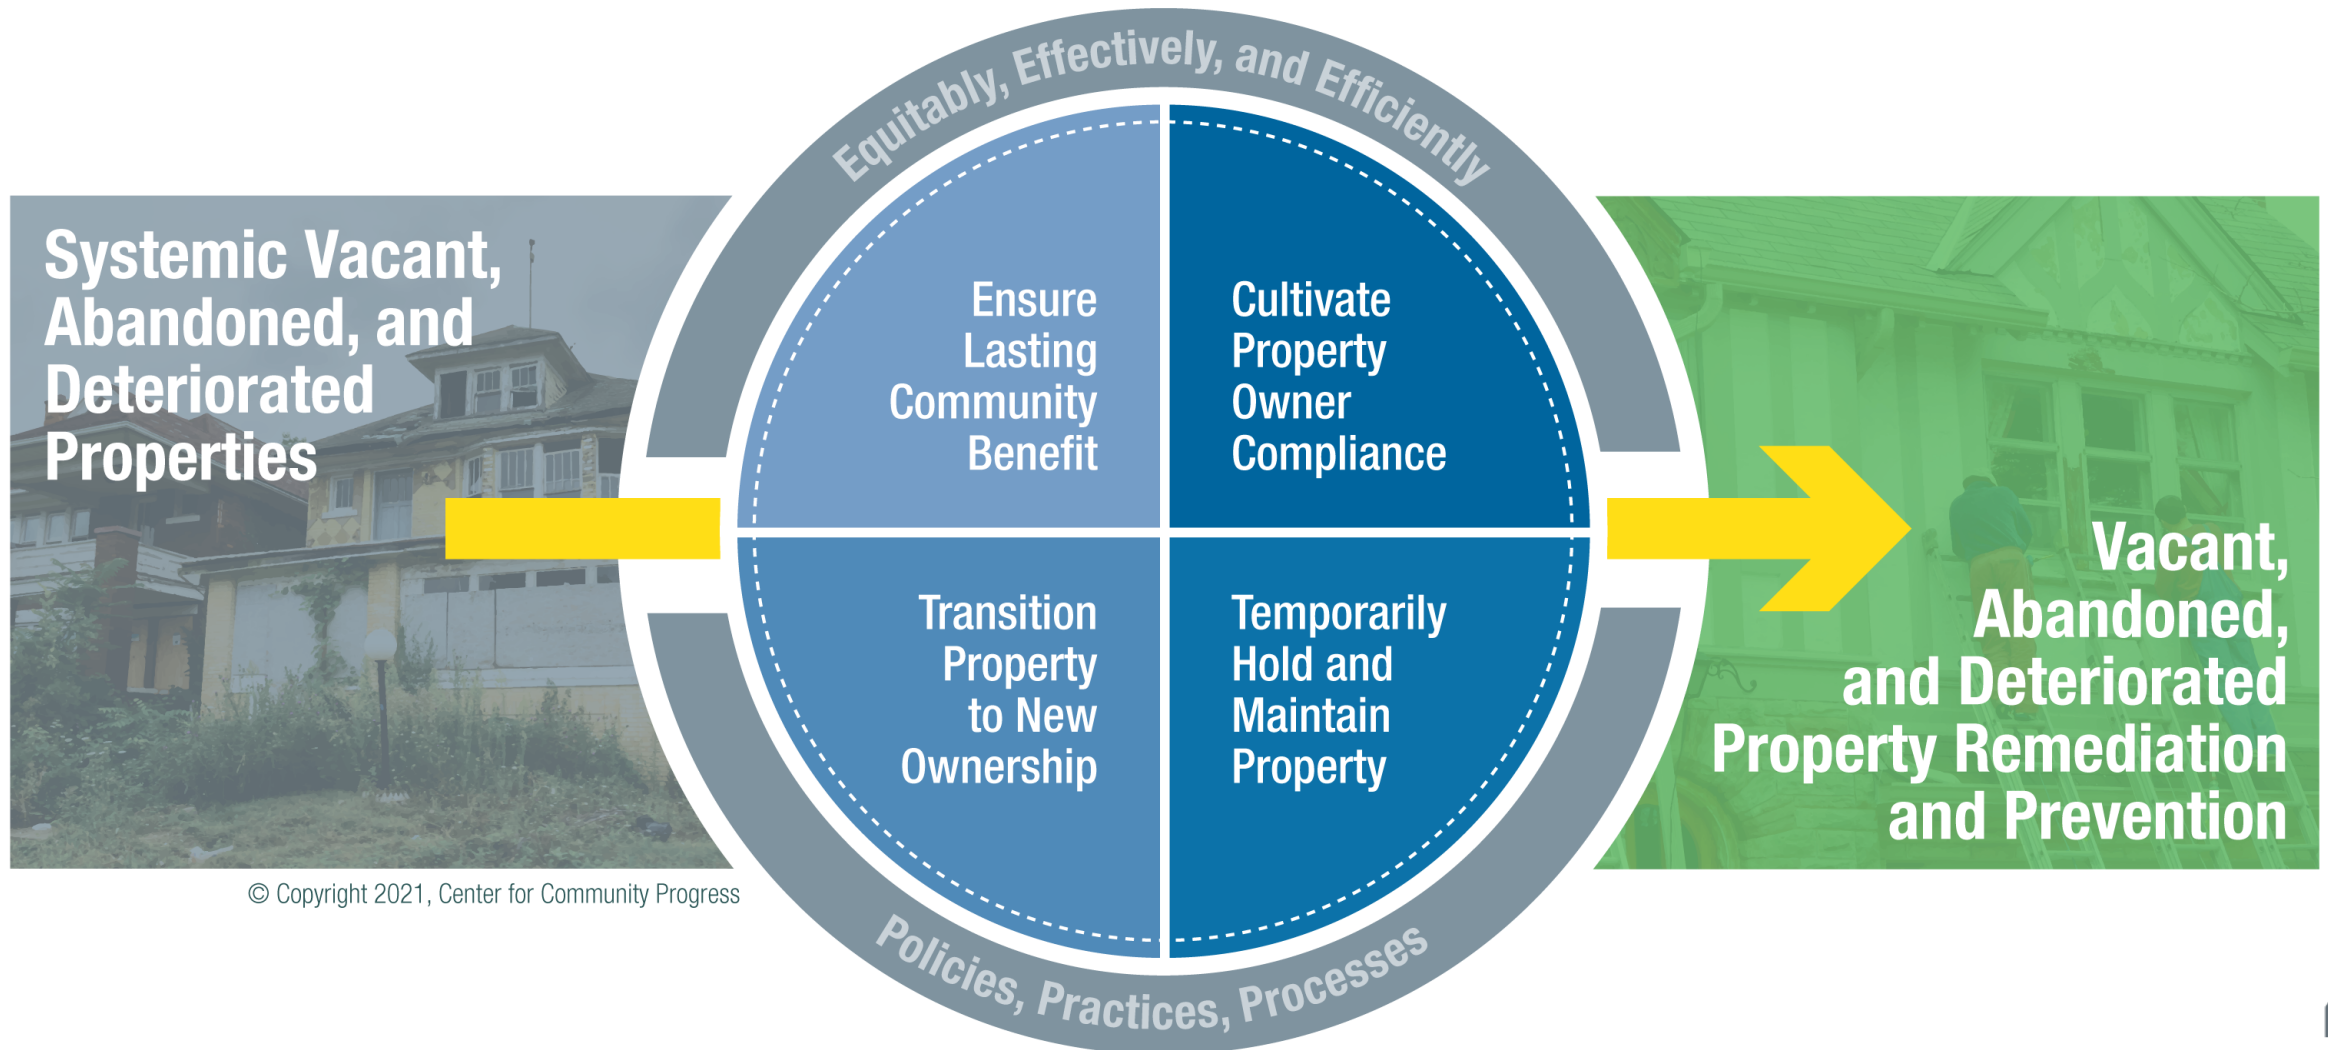 Equitably, Effectively, and Efficiently
Systemic Vacant,
Abandoned, and
Deteriorated
Properties
Ensure
Lasting
Community
Benefit
Cultivate
Property
Owner
Compliance
Transition
Property
to New
Ownership
Temporarily
Hold and
Maintain
Property
Vacant,
Abandoned,
and Deteriorated
Property Remediation
and Prevention
© Copyright 2021, Center for Community Progress
Policies, Practices, Processes